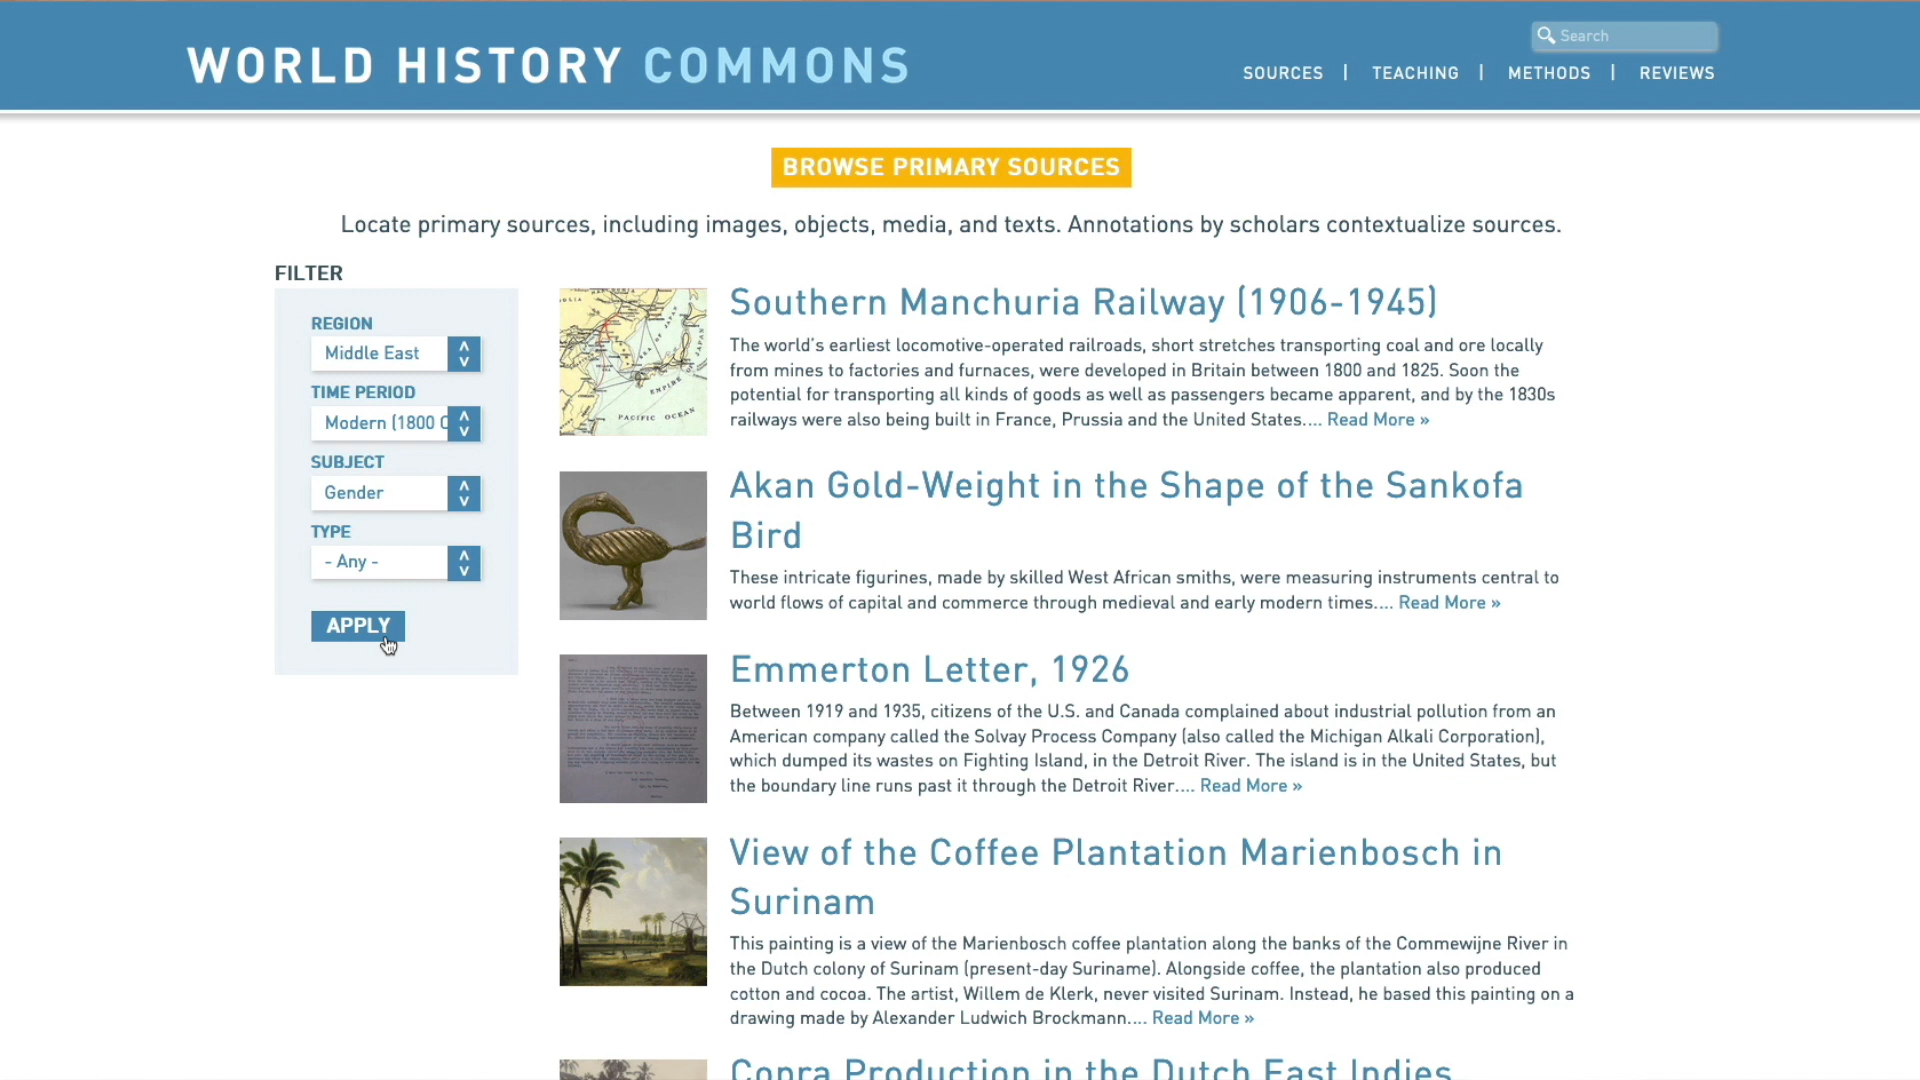 WORLD HISTORY COMMONS
Search
SOURCES | TEACHING | METHODS | REVIEWS
BROWSE PRIMARY SOURCES
Locate primary sources, including images, objects, media, and texts. Annotations by scholars contextualize sources.
FILTER
REGION
Middle East
TIME PERIOD
Modern (1800 C
SUBJECT
Gender
TYPE
- Any -
APPLY
Southern Manchuria Railway (1906-1945)
The world's earliest locomotive-operated railroads, short stretches transporting coal and ore locally
from mines to factories and furnaces, were developed in Britain between 1800 and 1825. Soon the
potential for transporting all kinds of goods as well as passengers became apparent, and by the 1830s
railways were also being built in France, Prussia and the United States.... Read More »
SEA OF JAPAN
JAPAN
EMPIRE
PACIFIC OCEAN
Akan Gold-Weight in the Shape of the Sankofa
Bird
These intricate figurines, made by skilled West African smiths, were measuring instruments central to
world flows of capital and commerce through medieval and early modern times.... Read More »
Emmerton Letter, 1926
Between 1919 and 1935, citizens of the U.S. and Canada complained about industrial pollution from an
American company called the Solvay Process Company (also called the Michigan Alkali Corporation),
which dumped its wastes on Fighting Island, in the Detroit River. The island is in the United States, but
the boundary line runs past it through the Detroit River.... Read More »
View of the Coffee Plantation Marienbosch in
Surinam
This painting is a view of the Marienbosch coffee plantation along the banks of the Commewijne River in
the Dutch colony of Surinam (present-day Suriname). Alongside coffee, the plantation also produced
cotton and cocoa. The artist, Willem de Klerk, never visited Surinam. Instead, he based this painting on a
drawing made by Alexander Ludwich Brockmann.... Read More »
Copra Production in the Dutch East Indies